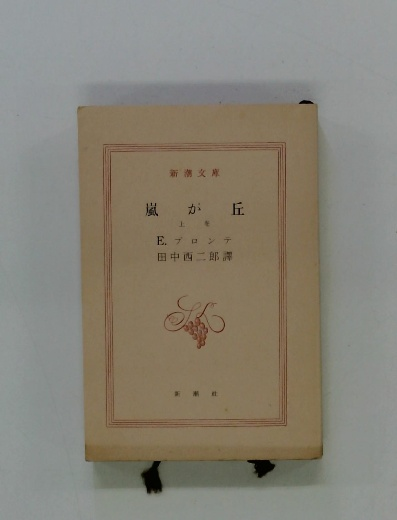 新潮文庫
嵐が丘
上巻
E.ブロンテ
田中西二郎譯
新潮社